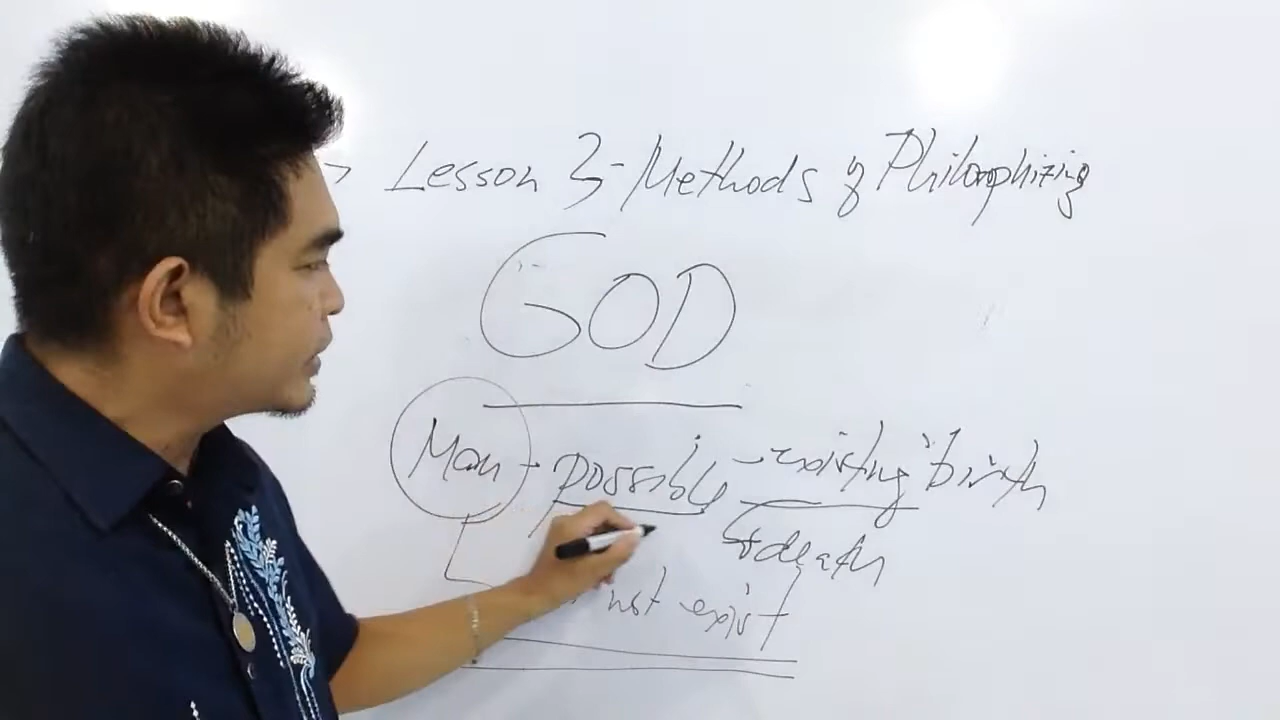 > Lesson 3 - Methods of Philosophizing
GOD
Man - possible - existing birth
& death
not exist